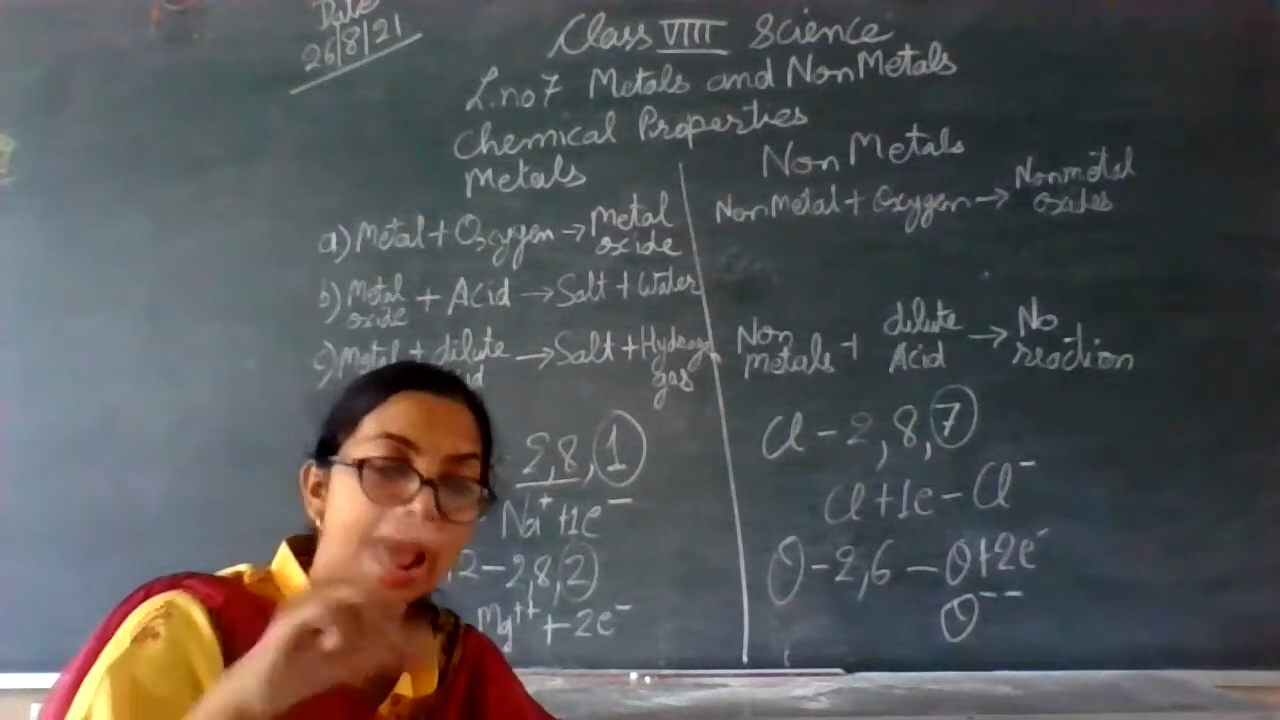 Date
26/8/21
Class VIII Science
L.no 7 Metals and NonMetals
Chemical Properties
Metals
a) Metal + Oxygen → Metal oxide
b) Metal oxide + Acid → Salt + Water
c) Metal + dilute → Salt + Hydrogen gas
2,8,1
Na⁺ + 1e⁻
2 – 2,8,2
Mg⁺⁺ + 2e⁻
Non Metals
NonMetal + Oxygen → Nonmetal oxides
Non metals + dilute Acid → No reaction
Cl – 2,8,7
Cl + 1e – Cl⁻
O – 2,6 – O + 2e⁻
O⁻⁻